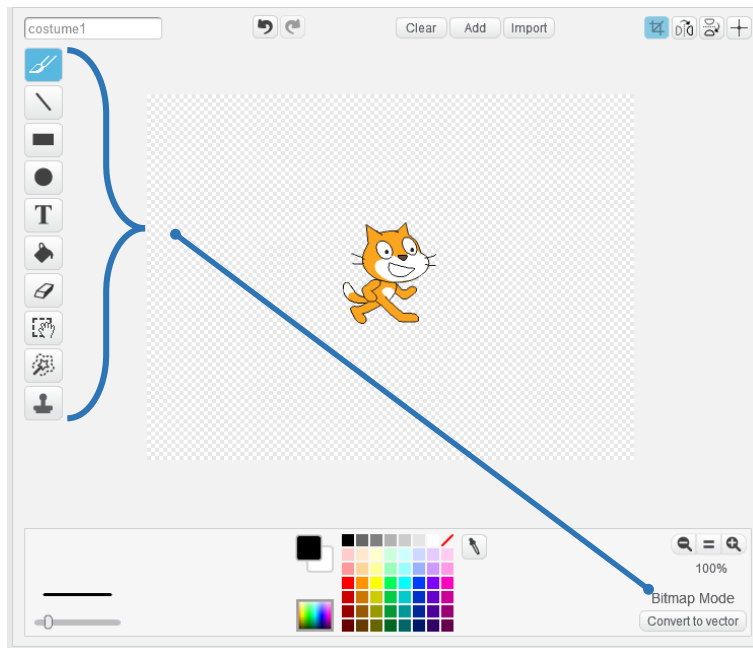 costume1
Clear Add Import
T
100%
Bitmap Mode
Convert to vector